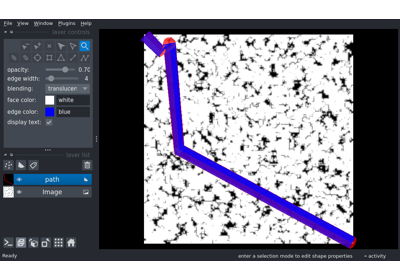 File View Window Plugins Help
layer controls
opacity: 0.70
edge width: 4
blending: translucen
face color: white
edge color: blue
display text:
layer list
path
Image
Ready enter a selection mode to edit shape properties activity